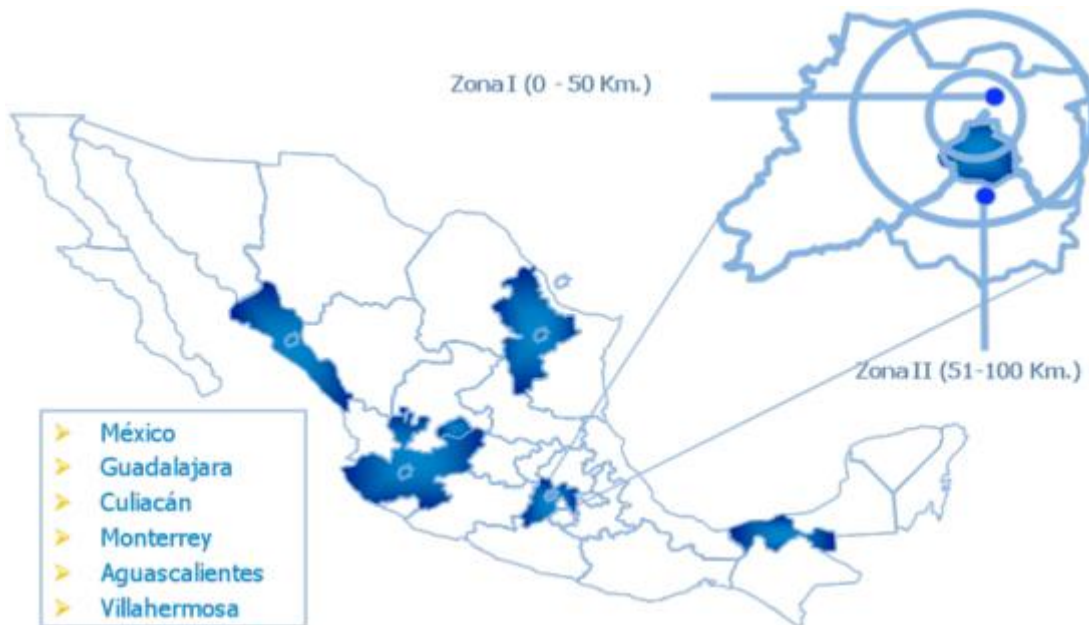 Zona I (0 - 50 Km.)
Zona II (51-100 Km.)
México
Guadalajara
Culiacán
Monterrey
Aguascalientes
Villahermosa